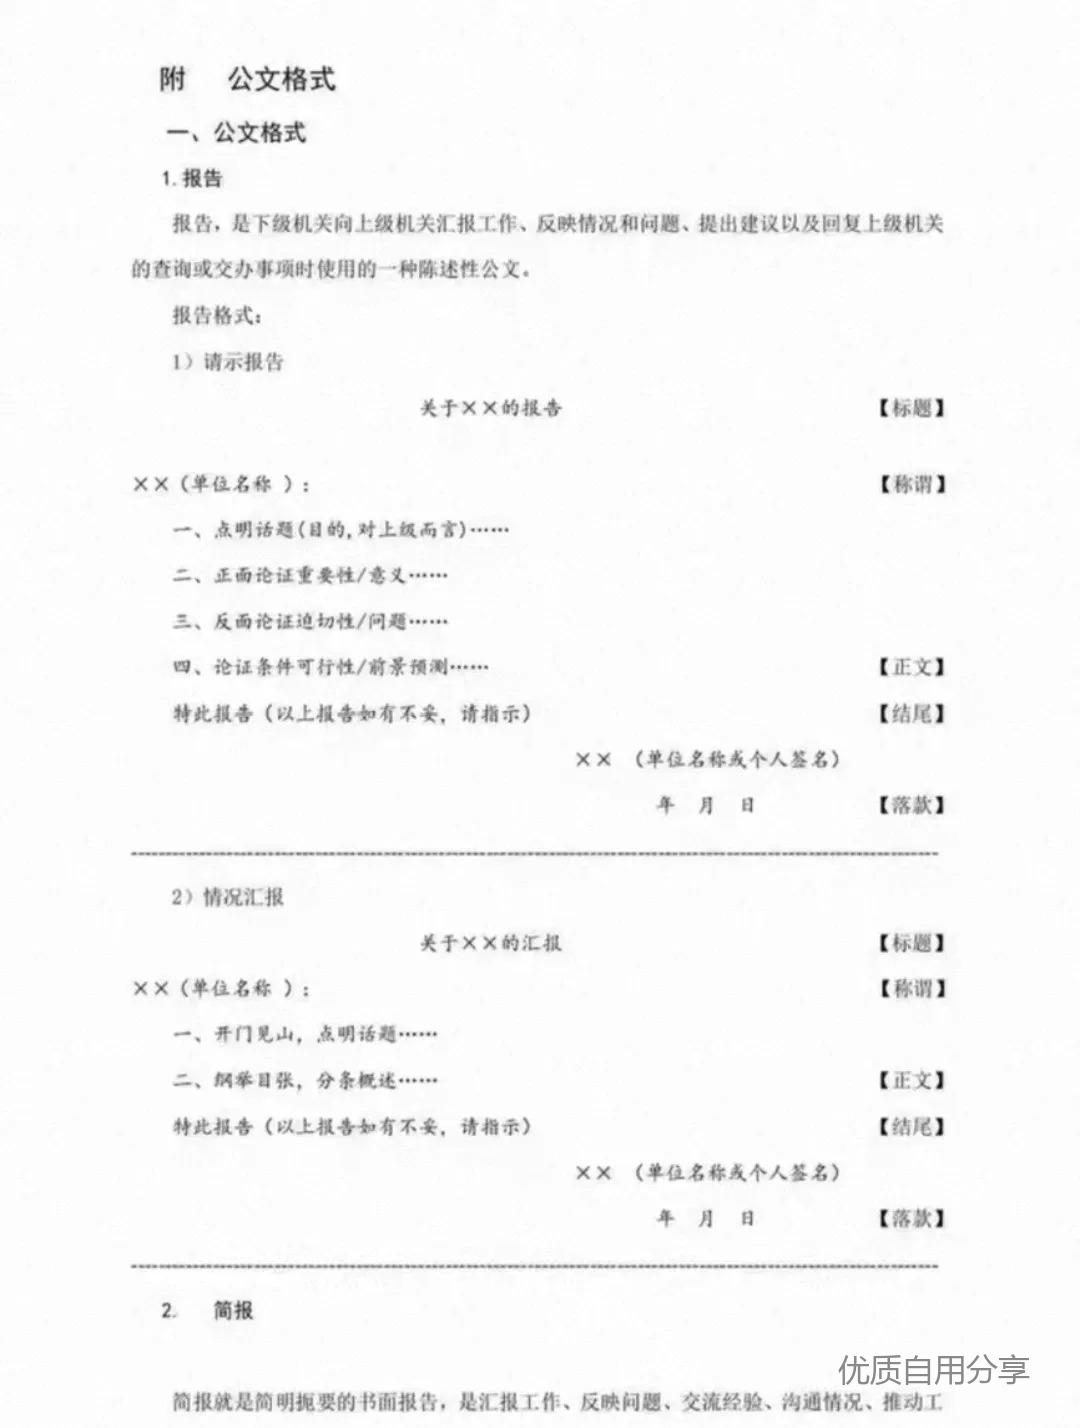 附 公文格式
一、公文格式
1. 报告
报告，是下级机关向上级机关汇报工作、反映情况和问题、提出建议以及回复上级机关
的查询或交办事项时使用的一种陈述性公文。
报告格式：
1）请示报告
关于××的报告 【标题】
××（单位名称 ）： 【称谓】
一、点明话题(目的,对上级而言)……
二、正面论证重要性/意义……
三、反面论证迫切性/问题……
四、论证条件可行性/前景预测…… 【正文】
特此报告（以上报告如有不妥，请指示） 【结尾】
×× （单位名称或个人签名）
年 月 日 【落款】
2）情况汇报
关于××的汇报 【标题】
××（单位名称 ）： 【称谓】
一、开门见山，点明话题……
二、纲举目张，分条概述…… 【正文】
特此报告（以上报告如有不妥，请指示） 【结尾】
×× （单位名称或个人签名）
年 月 日 【落款】
2. 简报
优质自用分享
简报就是简明扼要的书面报告，是汇报工作、反映问题、交流经验、沟通情况、推动工